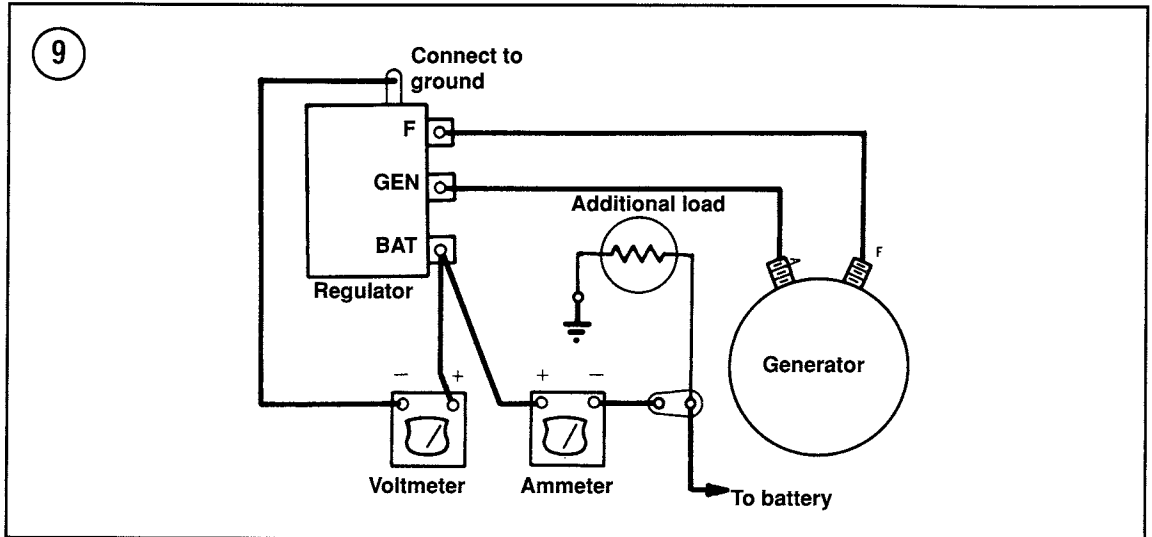 9
Connect to
ground
F
GEN
Additional load
BAT
A
F
Regulator
Generator
− +
+ −
Voltmeter
Ammeter
To battery